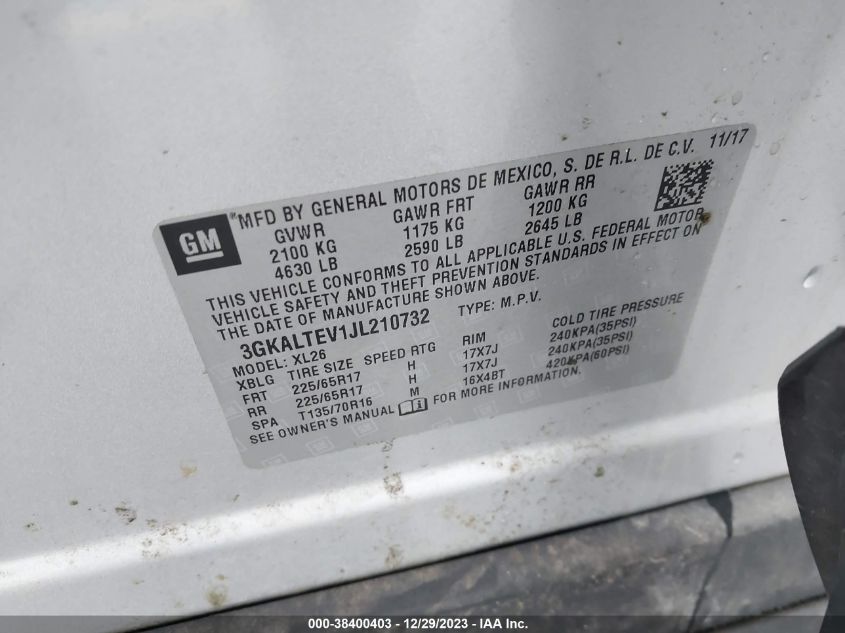 GM
®MFD BY GENERAL MOTORS DE MEXICO, S. DE R.L. DE C.V. 11/17
GVWR GAWR FRT GAWR RR
2100 KG 1175 KG 1200 KG
4630 LB 2590 LB 2645 LB
THIS VEHICLE CONFORMS TO ALL APPLICABLE U.S. FEDERAL MOTOR
VEHICLE SAFETY AND THEFT PREVENTION STANDARDS IN EFFECT ON
THE DATE OF MANUFACTURE SHOWN ABOVE.
3GKALTEV1JL210732 TYPE: M.P.V.
MODEL: XL26
XBLG TIRE SIZE SPEED RTG RIM COLD TIRE PRESSURE
FRT 225/65R17 H 17X7J 240KPA(35PSI)
RR 225/65R17 H 17X7J 240KPA(35PSI)
SPA T135/70R16 M 16X4BT 420KPA(60PSI)
SEE OWNER'S MANUAL FOR MORE INFORMATION.
000-38400403 - 12/29/2023 - IAA Inc.